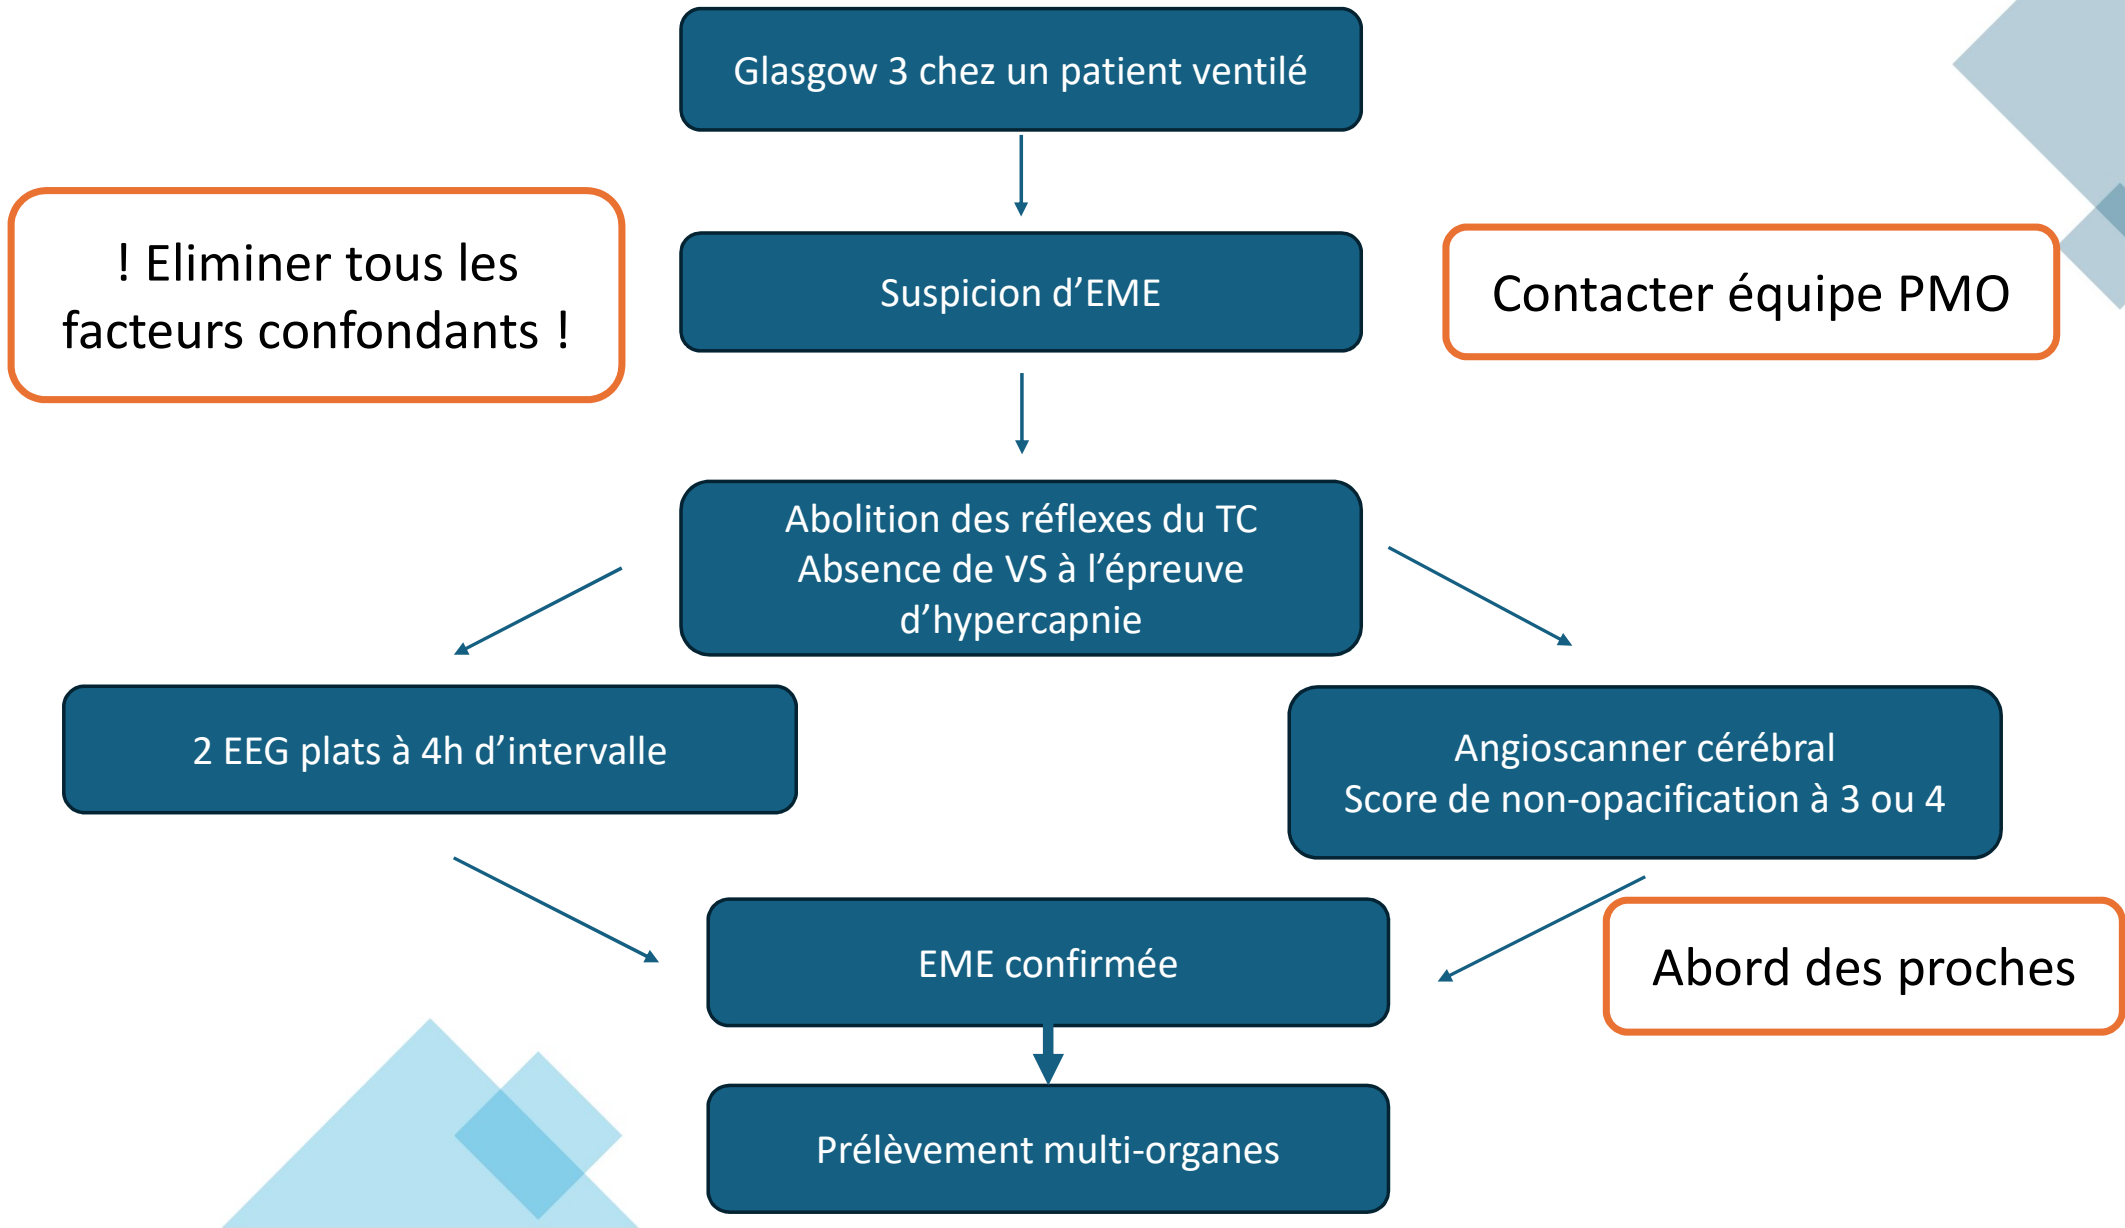 Glasgow 3 chez un patient ventilé
! Eliminer tous les
facteurs confondants !
Suspicion d’EME
Contacter équipe PMO
Abolition des réflexes du TC
Absence de VS à l’épreuve
d’hypercapnie
2 EEG plats à 4h d’intervalle
Angioscanner cérébral
Score de non-opacification à 3 ou 4
EME confirmée
Abord des proches
Prélèvement multi-organes